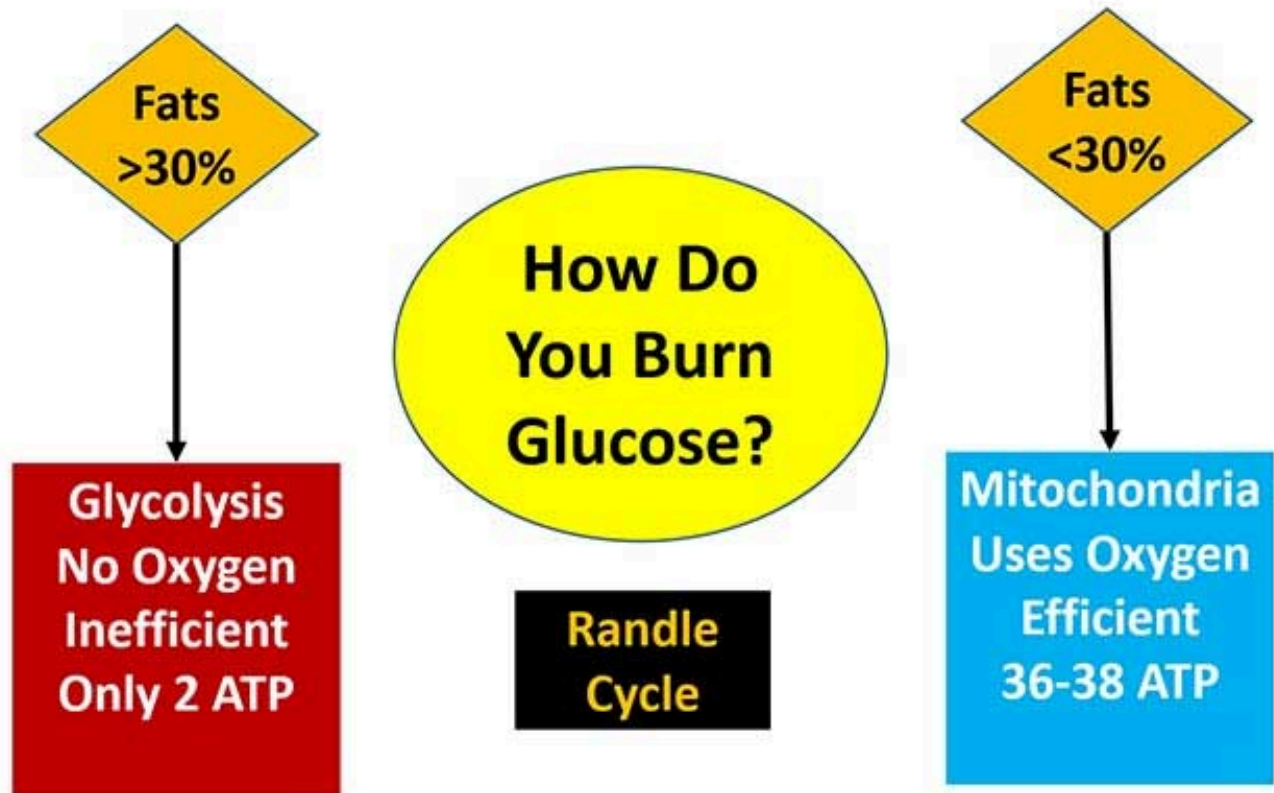 Fats
>30%
Fats
<30%
How Do
You Burn
Glucose?
Glycolysis
No Oxygen
Inefficient
Only 2 ATP
Randle
Cycle
Mitochondria
Uses Oxygen
Efficient
36-38 ATP